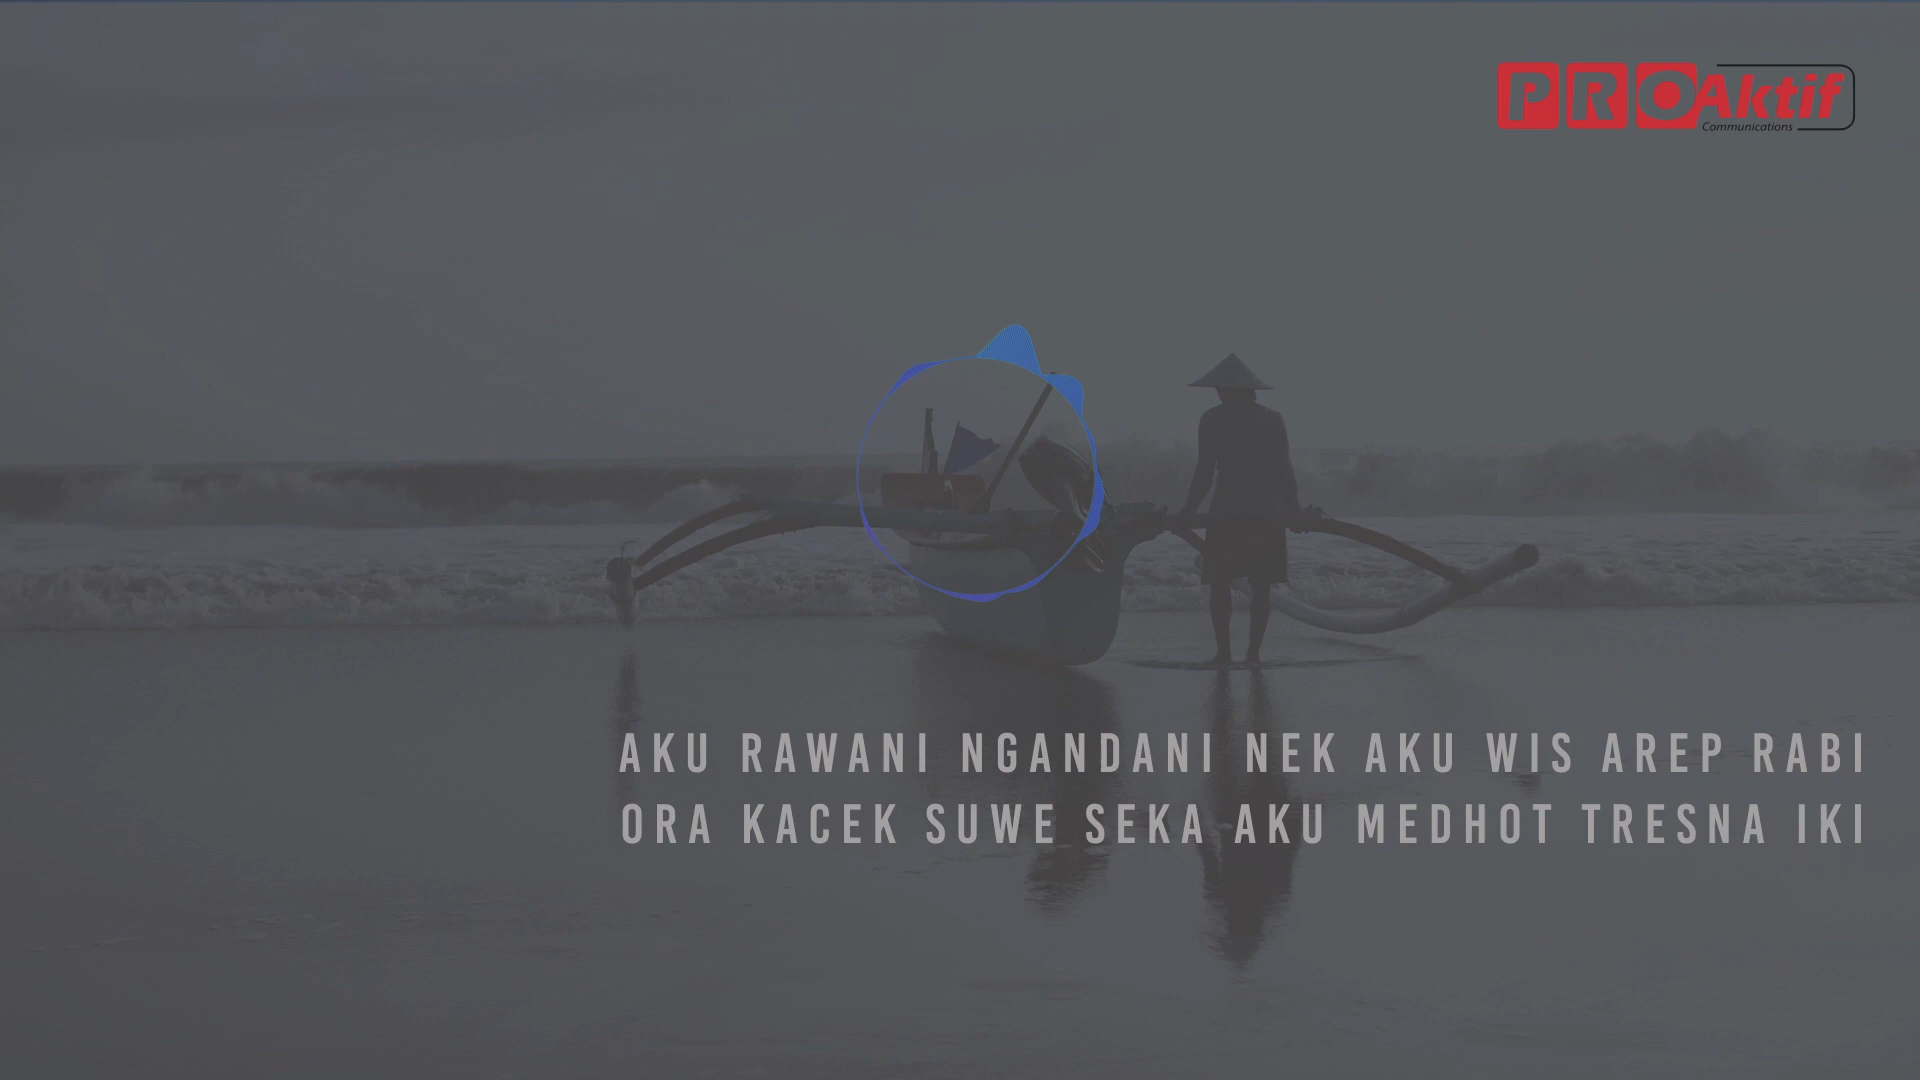 PROAktif
Communications
AKU RAWANI NGANDANI NEK AKU WIS AREP RABI
ORA KACEK SUWE SEKA AKU MEDHOT TRESNA IKI